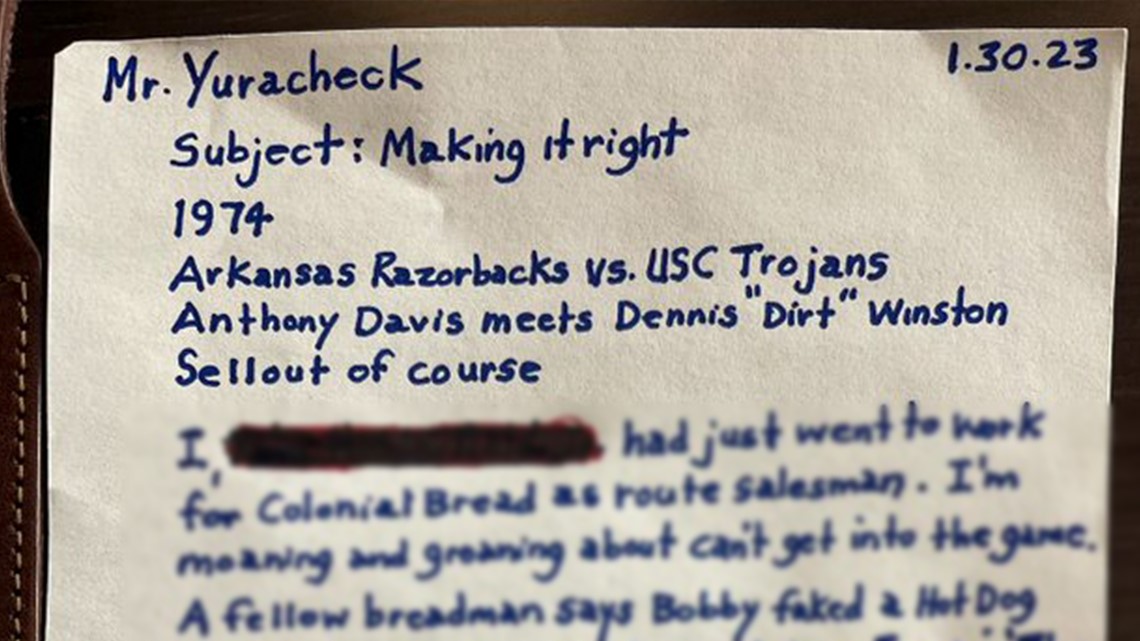 Mr. Yuracheck
1.30.23
Subject: Making it right
1974
Arkansas Razorbacks vs. USC Trojans
Anthony Davis meets Dennis "Dirt" Winston
Sellout of course
I, had just went to work
for Colonial Bread as route salesman. I'm
moaning and groaning about can't get into the game.
A fellow breadman says Bobby faked a Hot Dog